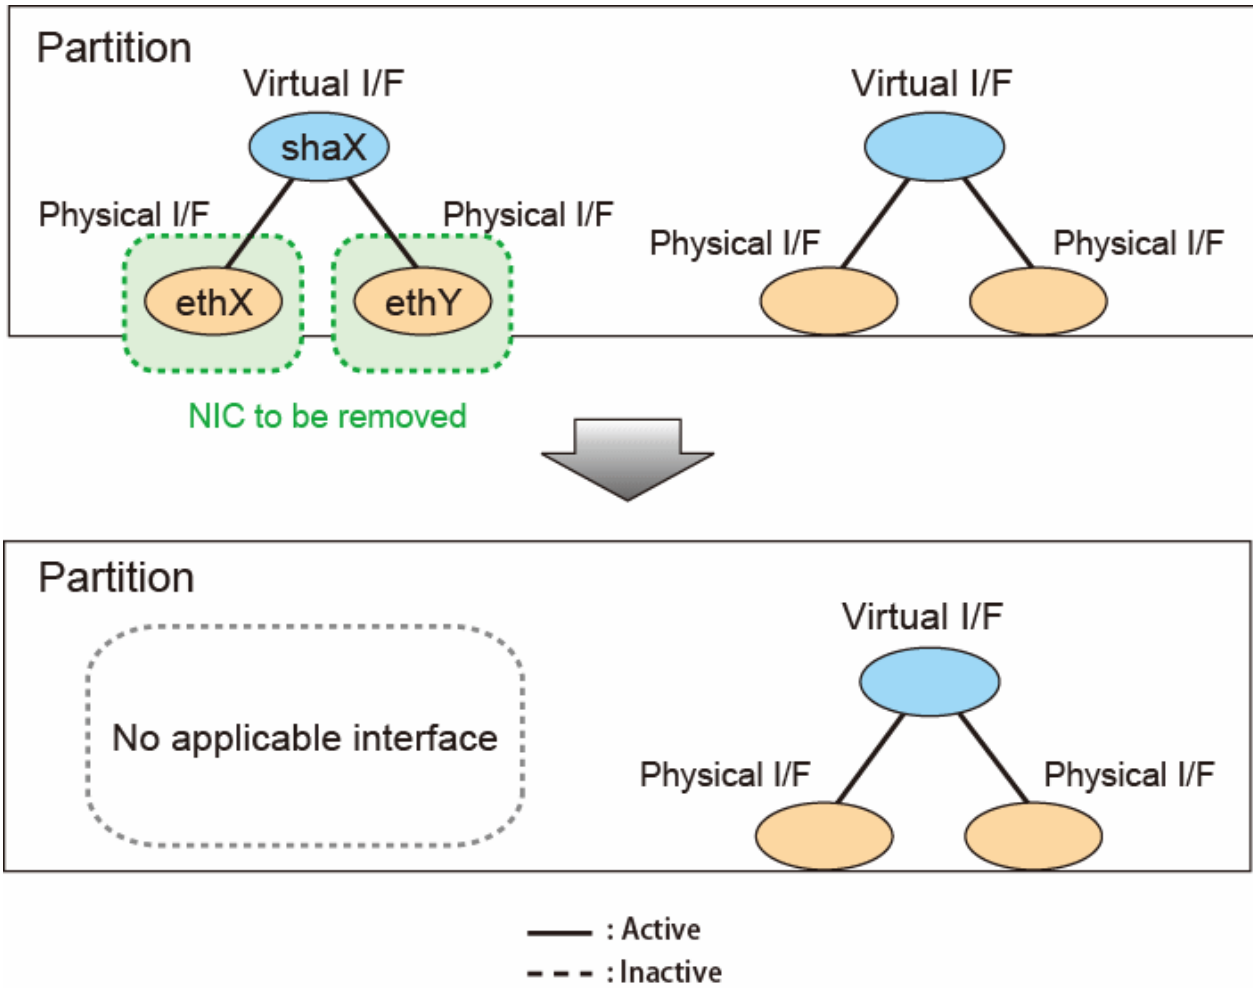 Partition
Virtual I/F
Virtual I/F
shaX
Physical I/F
Physical I/F
Physical I/F
Physical I/F
ethX
ethY
NIC to be removed
Partition
Virtual I/F
No applicable interface
Physical I/F
Physical I/F
: Active
: Inactive